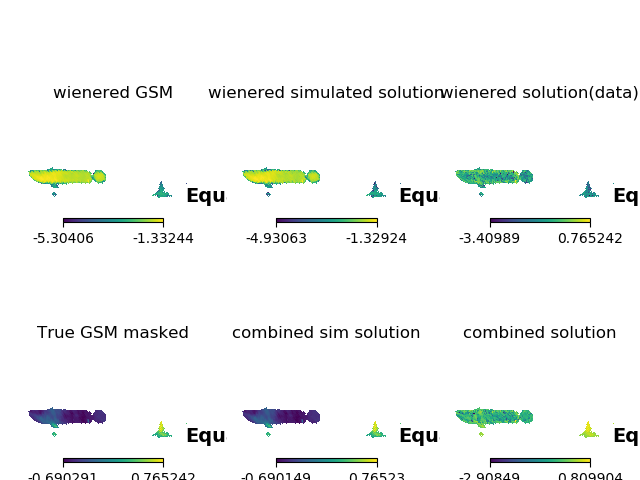 wienered GSM
wienered simulated solution
wienered solution(data)
Equ
Equ
Eq
-5.30406
-1.33244
-4.93063
-1.32924
-3.40989
0.765242
True GSM masked
combined sim solution
combined solution
Equ
Equ
Eq
-0.690291
0.765242
-0.690149
0.76523
-2.90849
0.809904